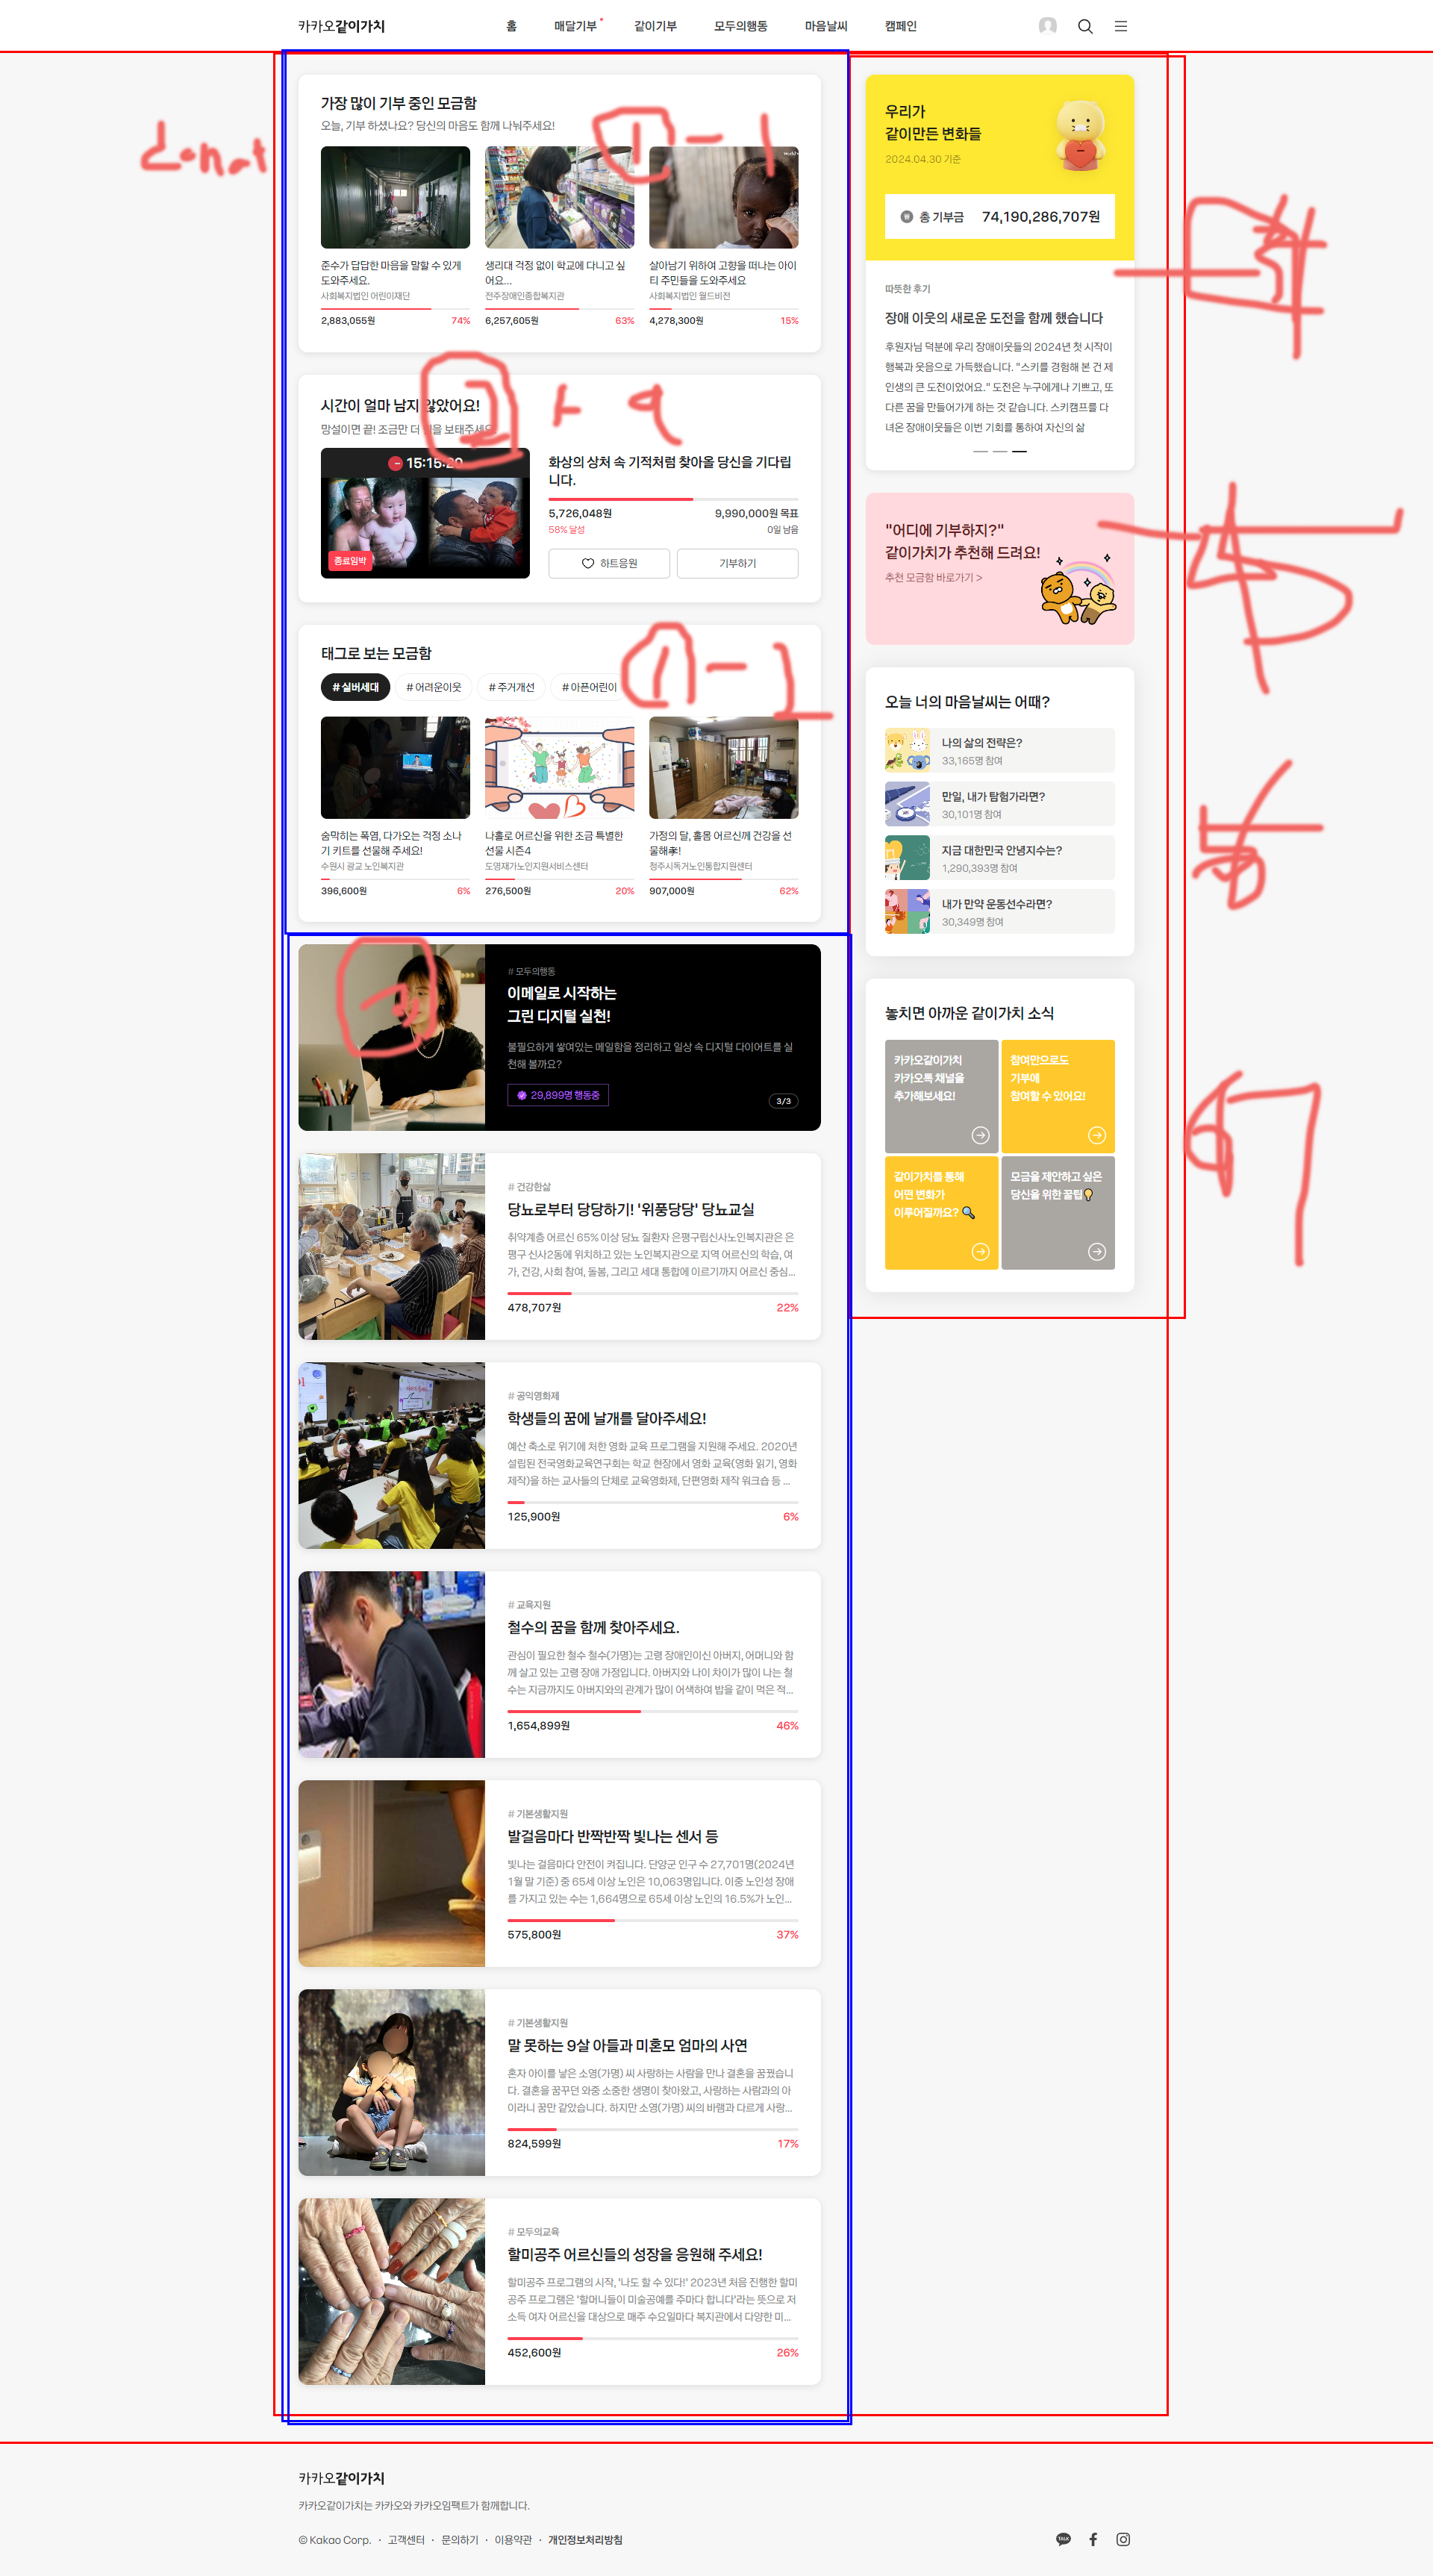 카카오같이가치
홈 매달기부 같이기부 모두의행동 마음날씨 캠페인
donat
가장 많이 기부 중인 모금함
오늘, 기부 하셨나요? 당신의 마음도 함께 나눠주세요!
① - 1
준수가 답답한 마음을 말할 수 있게
도와주세요.
사회복지법인 어린이재단
2,883,055원 74%
생리대 걱정 없이 학교에 다니고 싶
어요...
전주장애인종합복지관
6,257,605원 63%
살아남기 위하여 고향을 떠나는 아이
티 주민들을 도와주세요
사회복지법인 월드비전
4,278,300원 15%
시간이 얼마 남지 않았어요!
망설이면 끝! 조금만 더 힘을 보태주세요!
15:15:20
종료임박
화상의 상처 속 기적처럼 찾아올 당신을 기다립
니다.
5,726,048원 9,990,000원 목표
58% 달성 0일 남음
하트응원 기부하기
태그로 보는 모금함
# 실버세대 # 어려운이웃 # 주거개선 # 아픈어린이
① - 1
숨막히는 폭염, 다가오는 걱정 소나
기 키트를 선물해 주세요!
수원시 광교 노인복지관
396,600원 6%
나홀로 어르신을 위한 조금 특별한
선물 시즌4
도영재가노인지원서비스센터
276,500원 20%
가정의 달, 홀몸 어르신께 건강을 선
물해孝!
청주시독거노인통합지원센터
907,000원 62%
# 모두의행동
이메일로 시작하는
그린 디지털 실천!
불필요하게 쌓여있는 메일함을 정리하고 일상 속 디지털 다이어트를 실
천해 볼까요?
29,899명 행동중
3/3
# 건강한삶
당뇨로부터 당당하기! '위풍당당' 당뇨교실
취약계층 어르신 65% 이상 당뇨 질환자 은평구립신사노인복지관은 은
평구 신사2동에 위치하고 있는 노인복지관으로 지역 어르신의 학습, 여
가, 건강, 사회 참여, 돌봄, 그리고 세대 통합에 이르기까지 어르신 중심...
478,707원 22%
# 공익영화제
학생들의 꿈에 날개를 달아주세요!
예산 축소로 위기에 처한 영화 교육 프로그램을 지원해 주세요. 2020년
설립된 전국영화교육연구회는 학교 현장에서 영화 교육(영화 읽기, 영화
제작)을 하는 교사들의 단체로 교육영화제, 단편영화 제작 워크숍 등 ...
125,900원 6%
# 교육지원
철수의 꿈을 함께 찾아주세요.
관심이 필요한 철수 철수(가명)는 고령 장애인이신 아버지, 어머니와 함
께 살고 있는 고령 장애 가정입니다. 아버지와 나이 차이가 많이 나는 철
수는 지금까지도 아버지와의 관계가 많이 어색하여 밥을 같이 먹은 적...
1,654,899원 46%
# 기본생활지원
발걸음마다 반짝반짝 빛나는 센서 등
빛나는 걸음마다 안전이 켜집니다. 단양군 인구 수 27,701명(2024년
1월 말 기준) 중 65세 이상 노인은 10,063명입니다. 이중 노인성 장애
를 가지고 있는 수는 1,664명으로 65세 이상 노인의 16.5%가 노인...
575,800원 37%
# 기본생활지원
말 못하는 9살 아들과 미혼모 엄마의 사연
혼자 아이를 낳은 소영(가명) 씨 사랑하는 사람을 만나 결혼을 꿈꿨습니
다. 결혼을 꿈꾸던 와중 소중한 생명이 찾아왔고, 사랑하는 사람과의 아
이라니 꿈만 같았습니다. 하지만 소영(가명) 씨의 바램과 다르게 사랑...
824,599원 17%
# 모두의교육
할미공주 어르신들의 성장을 응원해 주세요!
할미공주 프로그램의 시작, '나도 할 수 있다!' 2023년 처음 진행한 할미
공주 프로그램은 '할머니들이 미술공예를 주마다 합니다'라는 뜻으로 저
소득 여자 어르신을 대상으로 매주 수요일마다 복지관에서 다양한 미...
452,600원 26%
우리가
같이만든 변화들
2024.04.30 기준
총 기부금 74,190,286,707원
따뜻한 후기
장애 이웃의 새로운 도전을 함께 했습니다
후원자님 덕분에 우리 장애이웃들의 2024년 첫 시작이
행복과 웃음으로 가득했습니다. "스키를 경험해 본 건 제
인생의 큰 도전이었어요." 도전은 누구에게나 기쁘고, 또
다른 꿈을 만들어가게 하는 것 같습니다. 스키캠프를 다
녀온 장애이웃들은 이번 기회를 통하여 자신의 삶
"어디에 기부하지?"
같이가치가 추천해 드려요!
추천 모금함 바로가기 >
오늘 너의 마음날씨는 어때?
나의 삶의 전략은?
33,165명 참여
만일, 내가 탐험가라면?
30,101명 참여
지금 대한민국 안녕지수는?
1,290,393명 참여
내가 만약 운동선수라면?
30,349명 참여
놓치면 아까운 같이가치 소식
카카오같이가치
카카오톡 채널을
추가해보세요!
참여만으로도
기부에
참여할 수 있어요!
같이가치를 통해
어떤 변화가
이루어질까요? 🔍
모금을 제안하고 싶은
당신을 위한 꿀팁💡
카카오같이가치
카카오같이가치는 카카오와 카카오임팩트가 함께합니다.
© Kakao Corp. · 고객센터 · 문의하기 · 이용약관 · 개인정보처리방침
TALK